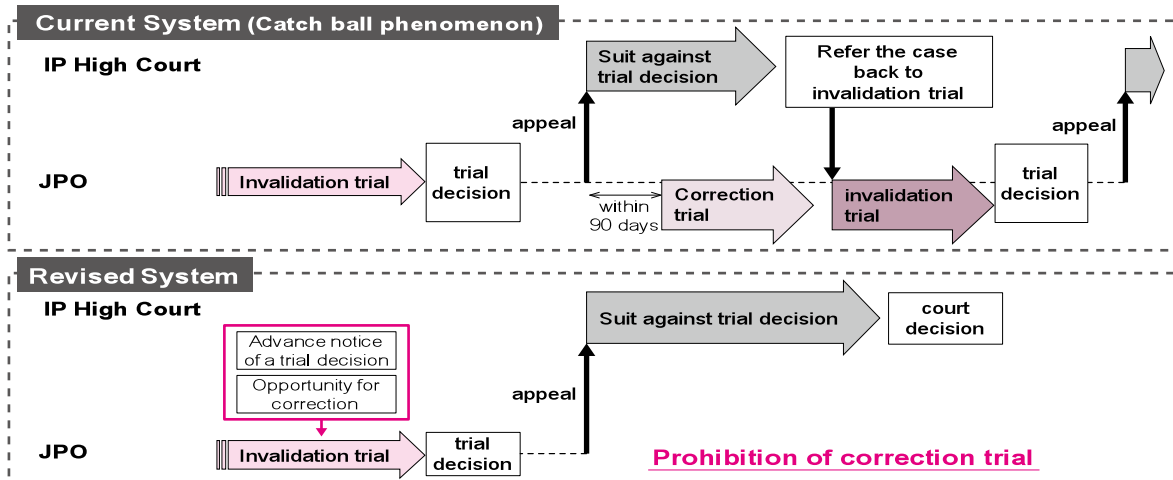 Current System (Catch ball phenomenon)
IP High Court
Suit against
trial decision
Refer the case
back to
invalidation trial
appeal
appeal
JPO
Invalidation trial
trial
decision
within
90 days
Correction
trial
invalidation
trial
trial
decision
Revised System
IP High Court
Suit against trial decision
court
decision
Advance notice
of a trial decision
Opportunity for
correction
appeal
JPO
Invalidation trial
trial
decision
Prohibition of correction trial